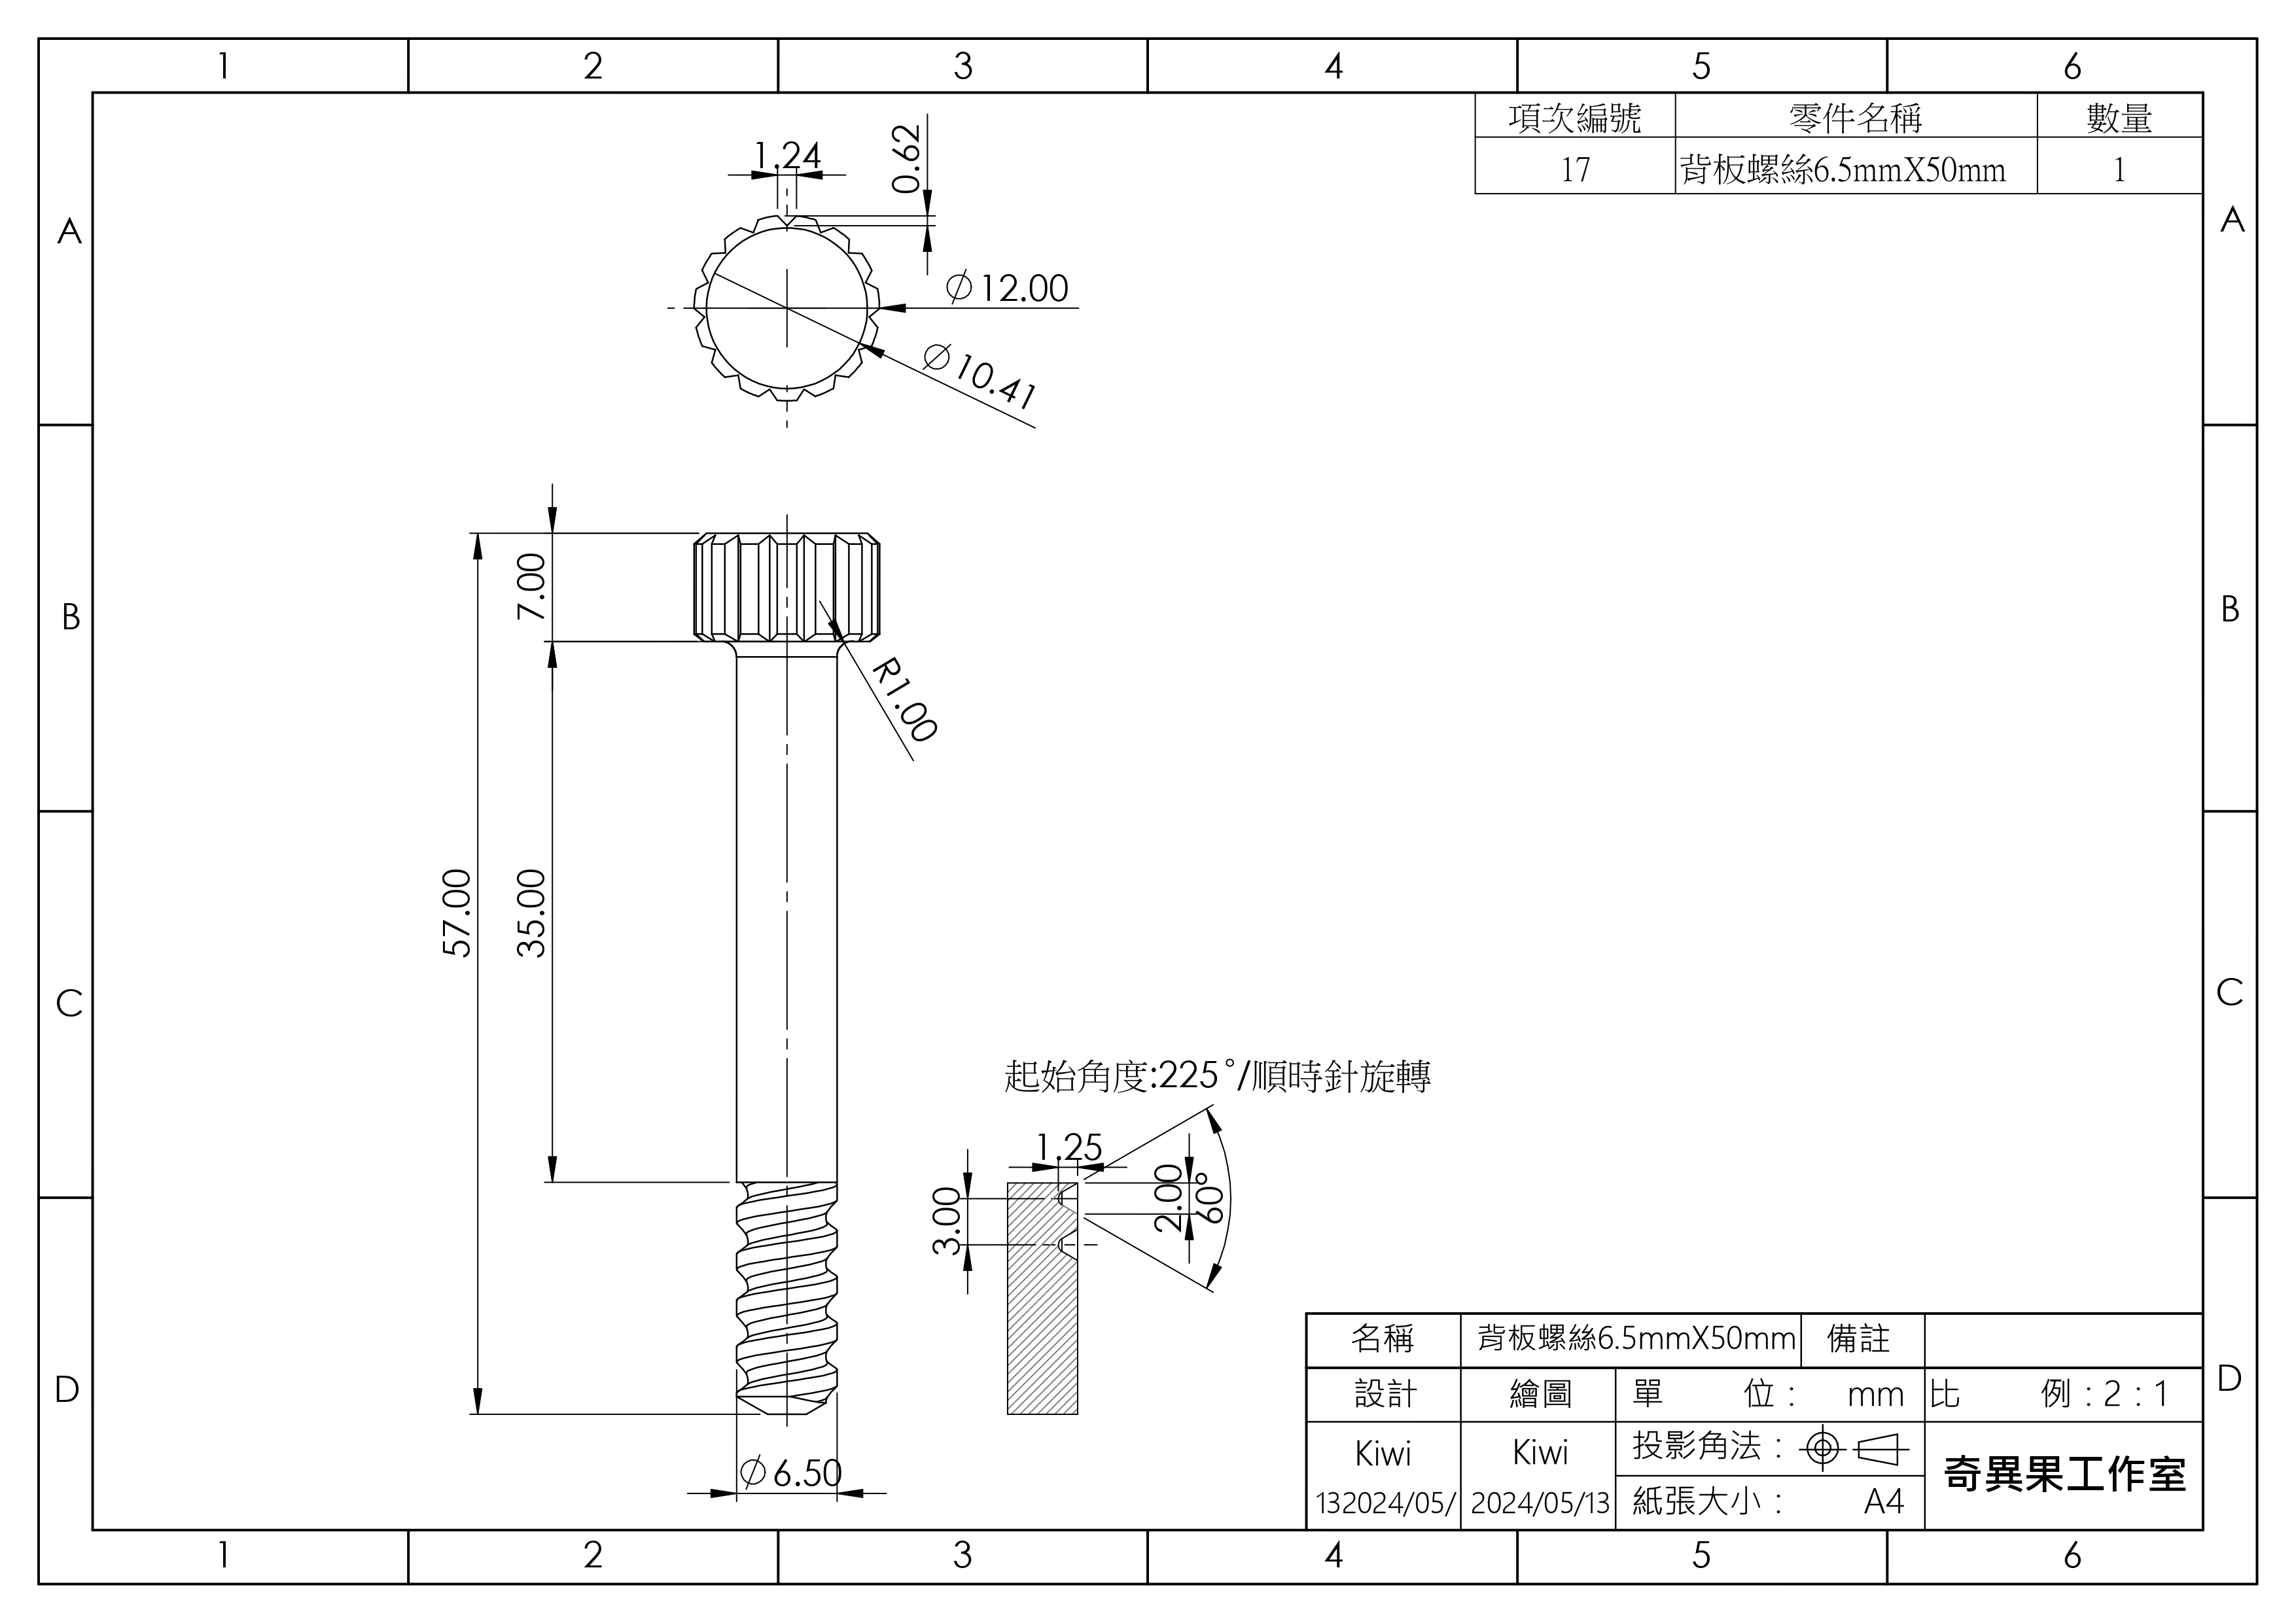 1 2 3 4 5 6
項次編號 零件名稱 數量
17 背板螺絲6.5mmX50mm 1
A A
1.24
0.62
⌀12.00
⌀10.41
B B
7.00
R1.00
57.00
35.00
C C
起始角度:225°/順時針旋轉
1.25
3.00
2.00
60°
⌀6.50
D D
名稱 背板螺絲6.5mmX50mm 備註
設計 繪圖 單 位: mm 比 例:2:1
Kiwi Kiwi 投影角法:
132024/05/ 2024/05/13 紙張大小: A4
奇異果工作室
1 2 3 4 5 6